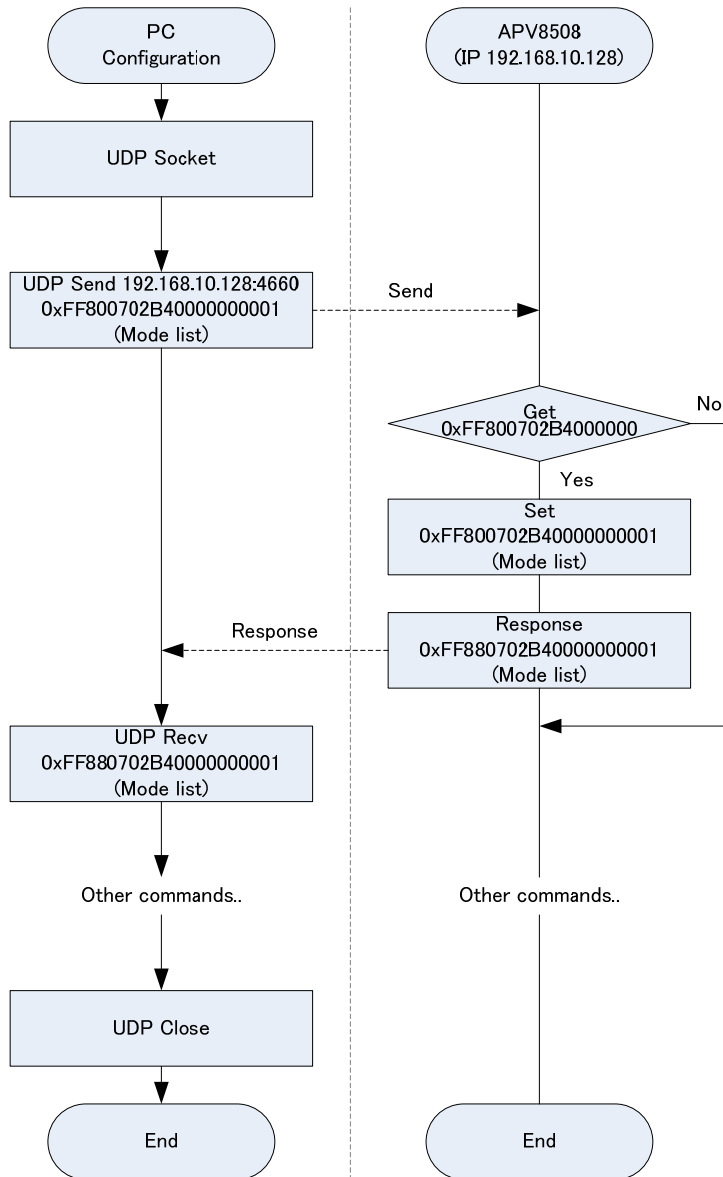 PC
Configuration
UDP Socket
UDP Send 192.168.10.128:4660
0xFF800702B40000000001
(Mode list)
UDP Recv
0xFF880702B40000000001
(Mode list)
Other commands..
UDP Close
End
Send
Response
APV8508
(IP 192.168.10.128)
Get
0xFF800702B4000000
No
Yes
Set
0xFF800702B40000000001
(Mode list)
Response
0xFF880702B40000000001
(Mode list)
Other commands..
End